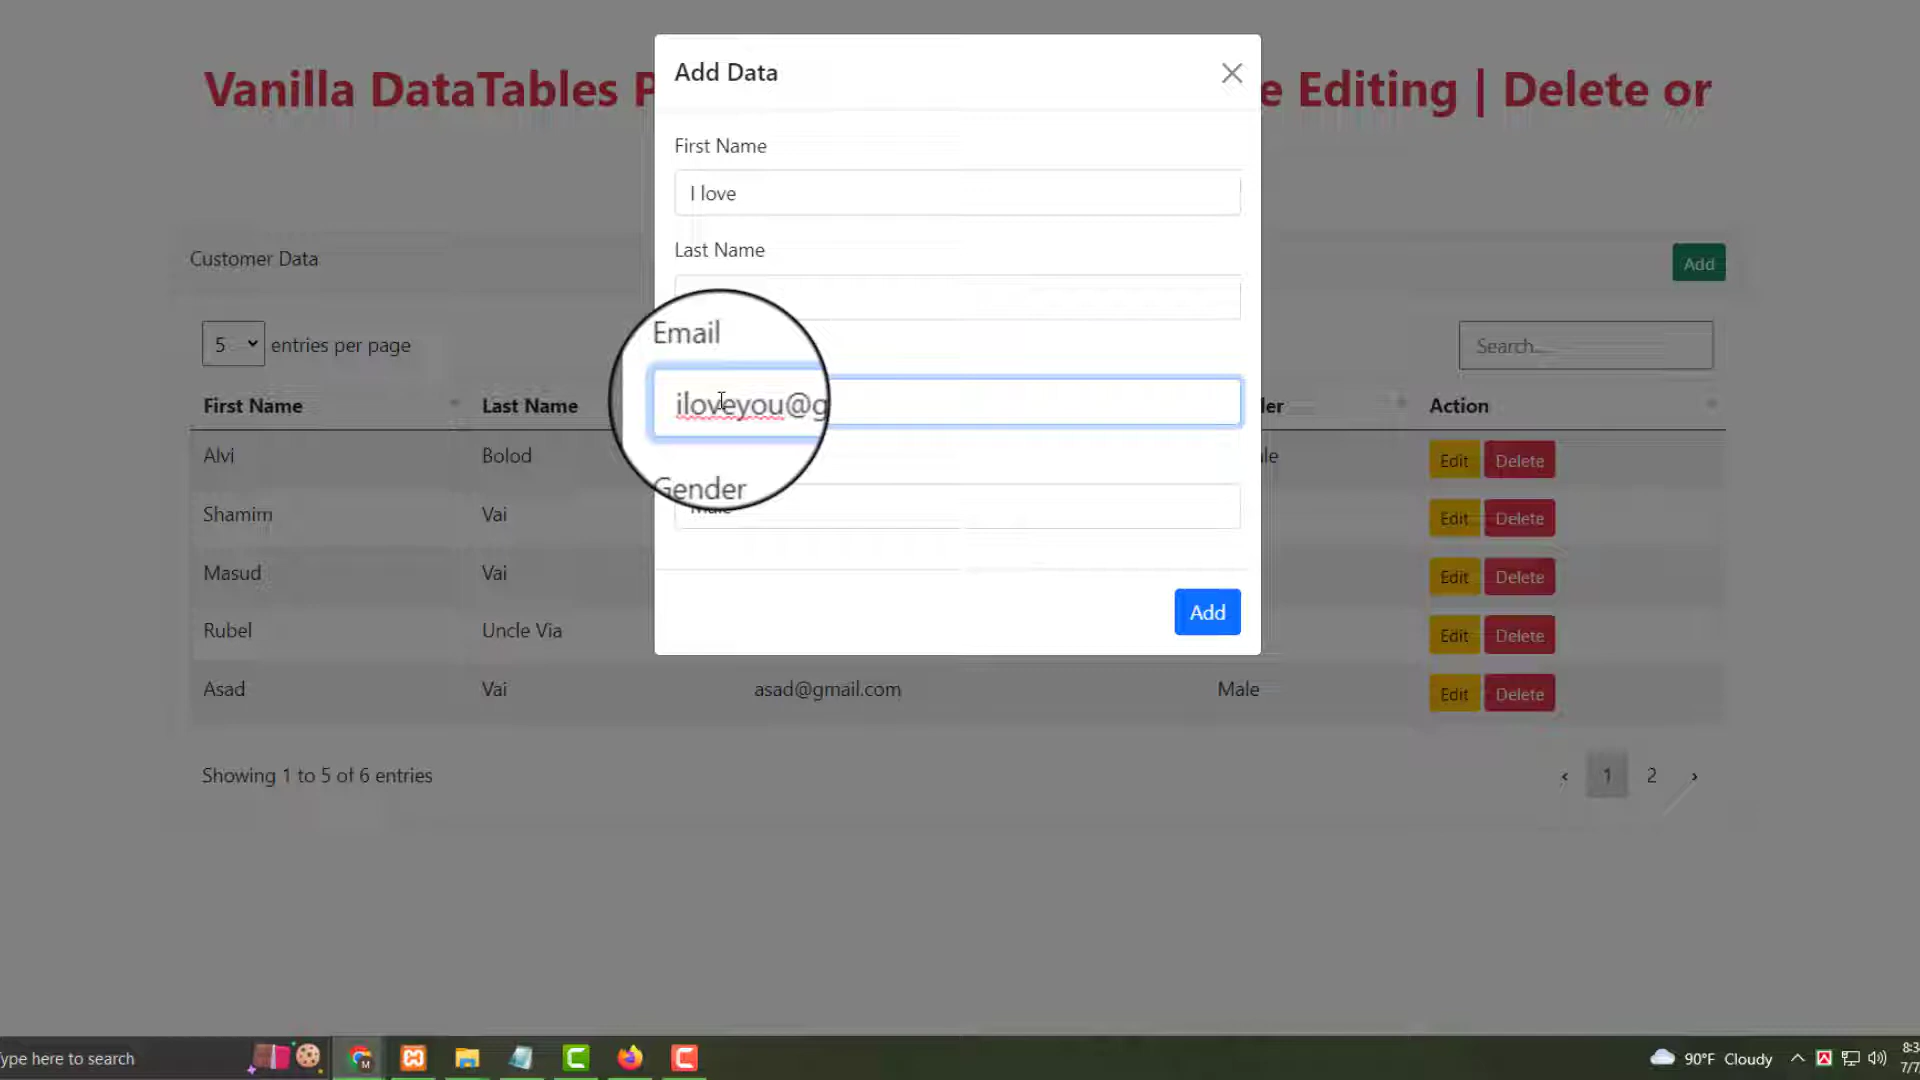 Add Data
Vanilla DataTables P
e Editing | Delete or
First Name
I love
Last Name
Customer Data
Add
Email
5 entries per page
Search...
iloveyou@g
First Name Last Name Action
Alvi Bolod Edit Delete
Gender
Male
Shamim Vai Edit Delete
Masud Vai Edit Delete
Add
Rubel Uncle Via Edit Delete
Asad Vai asad@gmail.com Male Edit Delete
Showing 1 to 5 of 6 entries
‹ 1 2 ›
ype here to search
90°F Cloudy